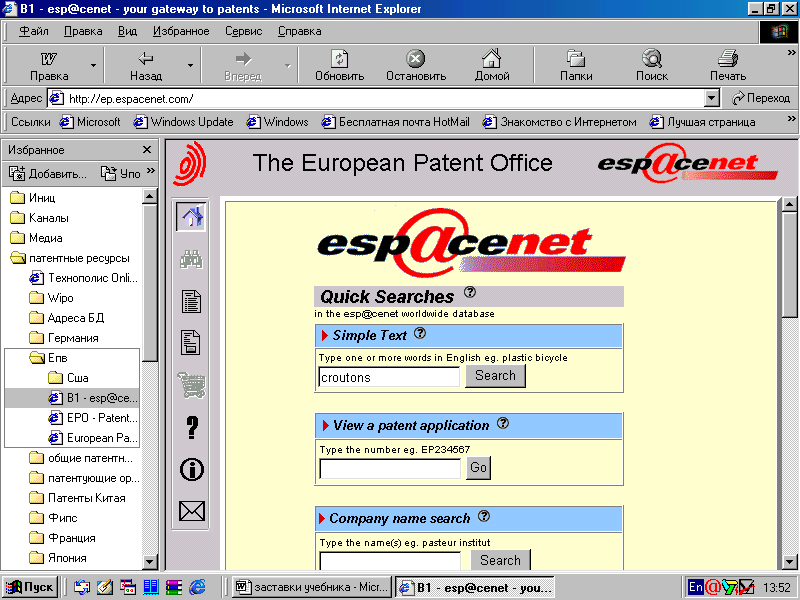 B1 - esp@cenet - your gateway to patents - Microsoft Internet Explorer
Файл Правка Вид Избранное Сервис Справка
Правка Назад Вперед Обновить Остановить Домой Папки Поиск Печать
Адрес http://ep.espacenet.com/ Переход
Ссылки Microsoft Windows Update Windows Бесплатная почта HotMail Знакомство с Интернетом Лучшая страница
Избранное
Добавить... Упо
Иниц
Каналы
Медиа
патентные ресурсы
Технополис Onli...
Wipo
Адреса БД
Германия
Епв
Сша
B1 - esp@ce...
EPO - Patent...
European Pa...
общие патентн...
патентующие ор...
Патенты Китая
Фипс
Франция
Япония
The European Patent Office esp@cenet
esp@cenet
Quick Searches ?
in the esp@cenet worldwide database
Simple Text ?
Type one or more words in English eg. plastic bicycle
croutons Search
View a patent application ?
Type the number eg. EP234567
Go
Company name search ?
Type the name(s) eg. pasteur institut
Search
Пуск заставки учебника - Micr... B1 - esp@cenet - you... En 13:52